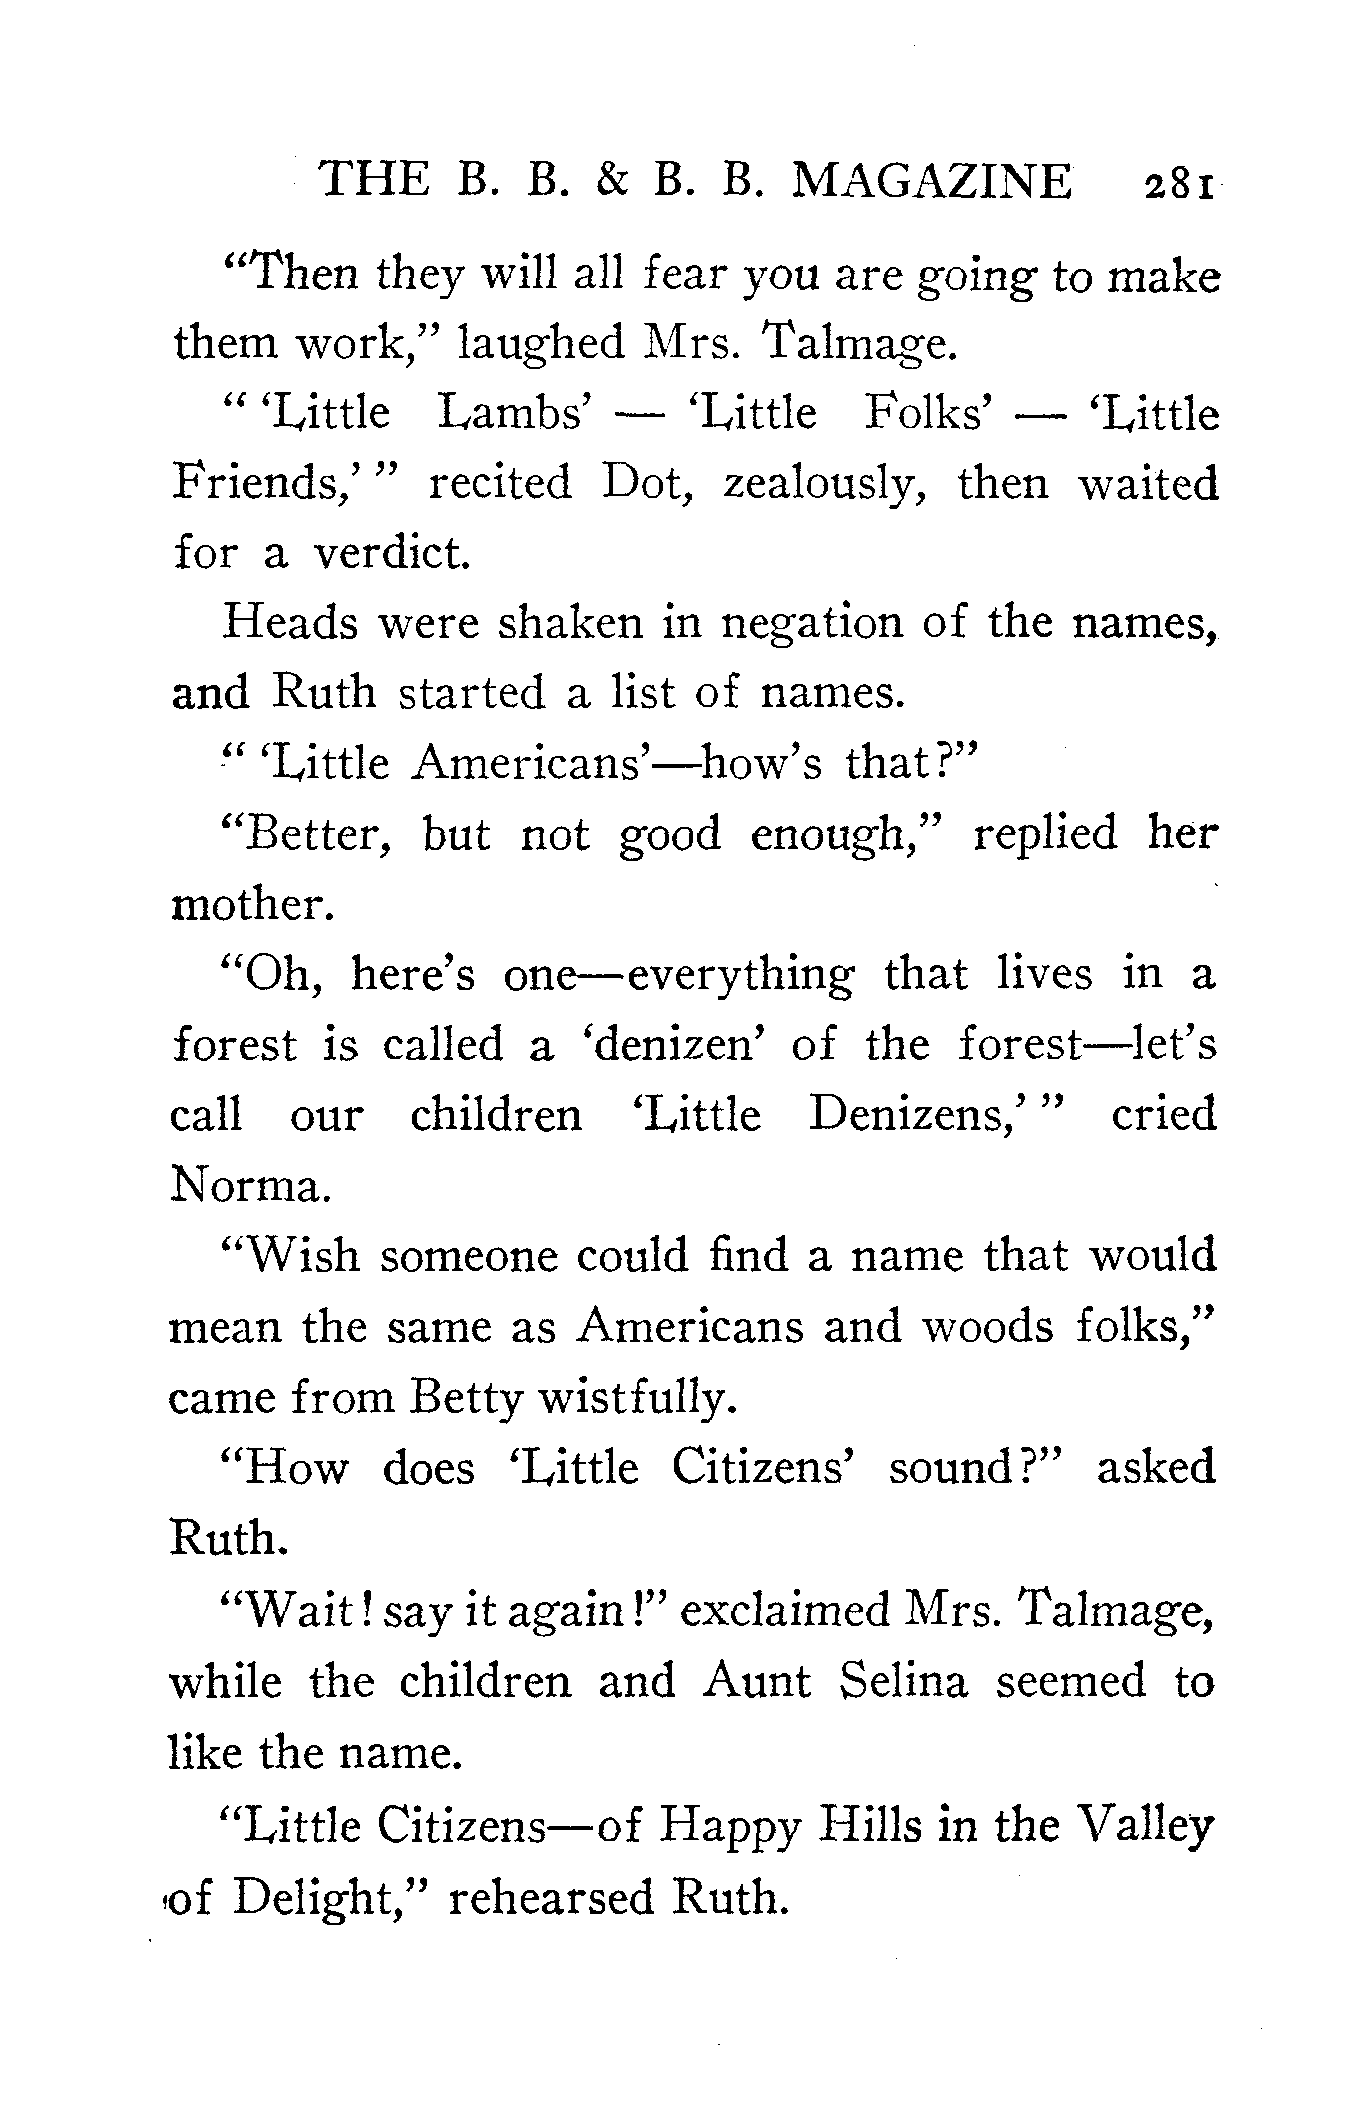 THE B. B. & B. B. MAGAZINE 281
“Then they will all fear you are going to make
them work,” laughed Mrs. Talmage.
“ ‘Little Lambs’ — ‘Little Folks’ — ‘Little
Friends,’ ” recited Dot, zealously, then waited
for a verdict.
Heads were shaken in negation of the names,
and Ruth started a list of names.
“ ‘Little Americans’—how’s that?”
“Better, but not good enough,” replied her
mother.
“Oh, here’s one—everything that lives in a
forest is called a ‘denizen’ of the forest—let’s
call our children ‘Little Denizens,’ ” cried
Norma.
“Wish someone could find a name that would
mean the same as Americans and woods folks,”
came from Betty wistfully.
“How does ‘Little Citizens’ sound?” asked
Ruth.
“Wait! say it again!” exclaimed Mrs. Talmage,
while the children and Aunt Selina seemed to
like the name.
“Little Citizens—of Happy Hills in the Valley
of Delight,” rehearsed Ruth.